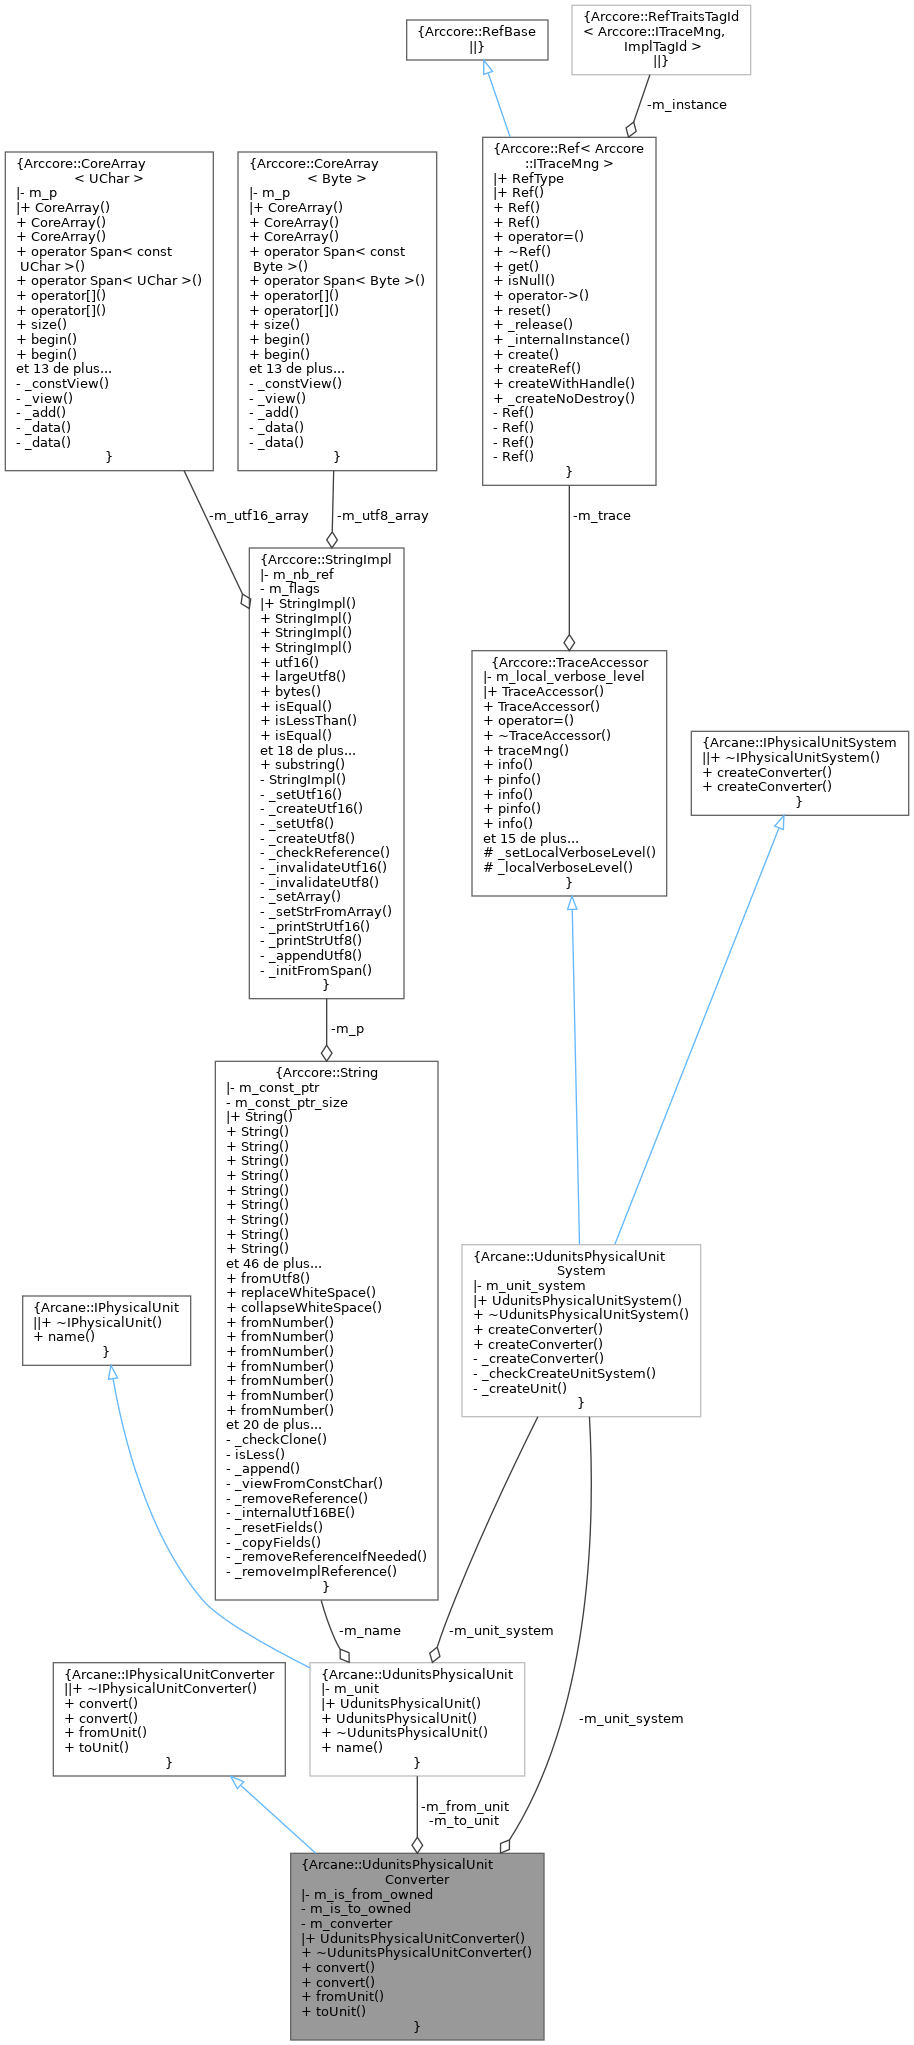 {Arccore::RefBase
||}
{Arccore::RefTraitsTagId
< Arccore::ITraceMng,
ImplTagId >
||}
-m_instance
{Arccore::CoreArray
< UChar >
|- m_p
|+ CoreArray()
+ CoreArray()
+ CoreArray()
+ operator Span< const
UChar >()
+ operator Span< UChar >()
+ operator[]()
+ operator[]()
+ size()
+ begin()
+ begin()
et 13 de plus...
- _constView()
- _view()
- _add()
- _data()
- _data()
}
{Arccore::CoreArray
< Byte >
|- m_p
|+ CoreArray()
+ CoreArray()
+ CoreArray()
+ operator Span< const
Byte >()
+ operator Span< Byte >()
+ operator[]()
+ operator[]()
+ size()
+ begin()
+ begin()
et 13 de plus...
- _constView()
- _view()
- _add()
- _data()
- _data()
}
{Arccore::Ref< Arccore
::ITraceMng >
|+ RefType
|+ Ref()
+ Ref()
+ Ref()
+ operator=()
+ ~Ref()
+ get()
+ isNull()
+ operator->()
+ reset()
+ _release()
+ _internalInstance()
+ create()
+ createRef()
+ createWithHandle()
+ _createNoDestroy()
- Ref()
- Ref()
- Ref()
- Ref()
}
-m_utf16_array
-m_utf8_array
-m_trace
{Arccore::StringImpl
|- m_nb_ref
- m_flags
|+ StringImpl()
+ StringImpl()
+ StringImpl()
+ StringImpl()
+ utf16()
+ largeUtf8()
+ bytes()
+ isEqual()
+ isLessThan()
+ isEqual()
et 18 de plus...
+ substring()
- StringImpl()
- _setUtf16()
- _createUtf16()
- _setUtf8()
- _createUtf8()
- _checkReference()
- _invalidateUtf16()
- _invalidateUtf8()
- _setArray()
- _setStrFromArray()
- _printStrUtf16()
- _printStrUtf8()
- _appendUtf8()
- _initFromSpan()
}
{Arccore::TraceAccessor
|- m_local_verbose_level
|+ TraceAccessor()
+ TraceAccessor()
+ operator=()
+ ~TraceAccessor()
+ traceMng()
+ info()
+ pinfo()
+ info()
+ pinfo()
+ info()
et 15 de plus...
# _setLocalVerboseLevel()
# _localVerboseLevel()
}
{Arcane::IPhysicalUnitSystem
||+ ~IPhysicalUnitSystem()
+ createConverter()
+ createConverter()
}
-m_p
{Arccore::String
|- m_const_ptr
- m_const_ptr_size
|+ String()
+ String()
+ String()
+ String()
+ String()
+ String()
+ String()
+ String()
+ String()
+ String()
et 46 de plus...
+ fromUtf8()
+ replaceWhiteSpace()
+ collapseWhiteSpace()
+ fromNumber()
+ fromNumber()
+ fromNumber()
+ fromNumber()
+ fromNumber()
+ fromNumber()
+ fromNumber()
et 20 de plus...
- _checkClone()
- isLess()
- _append()
- _viewFromConstChar()
- _removeReference()
- _internalUtf16BE()
- _resetFields()
- _copyFields()
- _removeReferenceIfNeeded()
- _removeImplReference()
}
{Arcane::UdunitsPhysicalUnit
System
|- m_unit_system
|+ UdunitsPhysicalUnitSystem()
+ ~UdunitsPhysicalUnitSystem()
+ createConverter()
+ createConverter()
- _createConverter()
- _checkCreateUnitSystem()
- _createUnit()
}
{Arcane::IPhysicalUnit
||+ ~IPhysicalUnit()
+ name()
}
-m_name
-m_unit_system
{Arcane::IPhysicalUnitConverter
||+ ~IPhysicalUnitConverter()
+ convert()
+ convert()
+ fromUnit()
+ toUnit()
}
{Arcane::UdunitsPhysicalUnit
|- m_unit
|+ UdunitsPhysicalUnit()
+ UdunitsPhysicalUnit()
+ ~UdunitsPhysicalUnit()
+ name()
}
-m_unit_system
-m_from_unit
-m_to_unit
{Arcane::UdunitsPhysicalUnit
Converter
|- m_is_from_owned
- m_is_to_owned
- m_converter
|+ UdunitsPhysicalUnitConverter()
+ ~UdunitsPhysicalUnitConverter()
+ convert()
+ convert()
+ fromUnit()
+ toUnit()
}